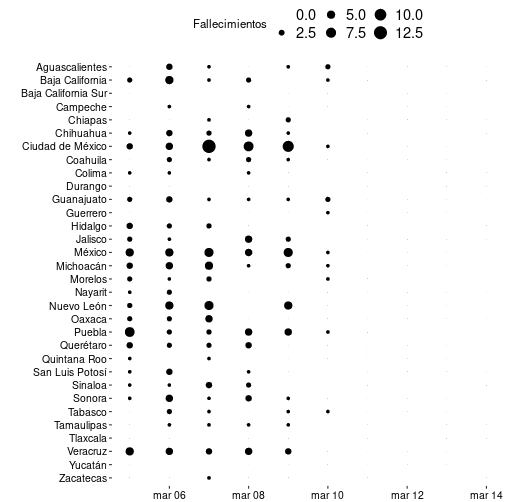 Fallecimientos
0.0 5.0 10.0
2.5 7.5 12.5
Aguascalientes
Baja California
Baja California Sur
Campeche
Chiapas
Chihuahua
Ciudad de México
Coahuila
Colima
Durango
Guanajuato
Guerrero
Hidalgo
Jalisco
México
Michoacán
Morelos
Nayarit
Nuevo León
Oaxaca
Puebla
Querétaro
Quintana Roo
San Luis Potosí
Sinaloa
Sonora
Tabasco
Tamaulipas
Tlaxcala
Veracruz
Yucatán
Zacatecas
mar 06 mar 08 mar 10 mar 12 mar 14